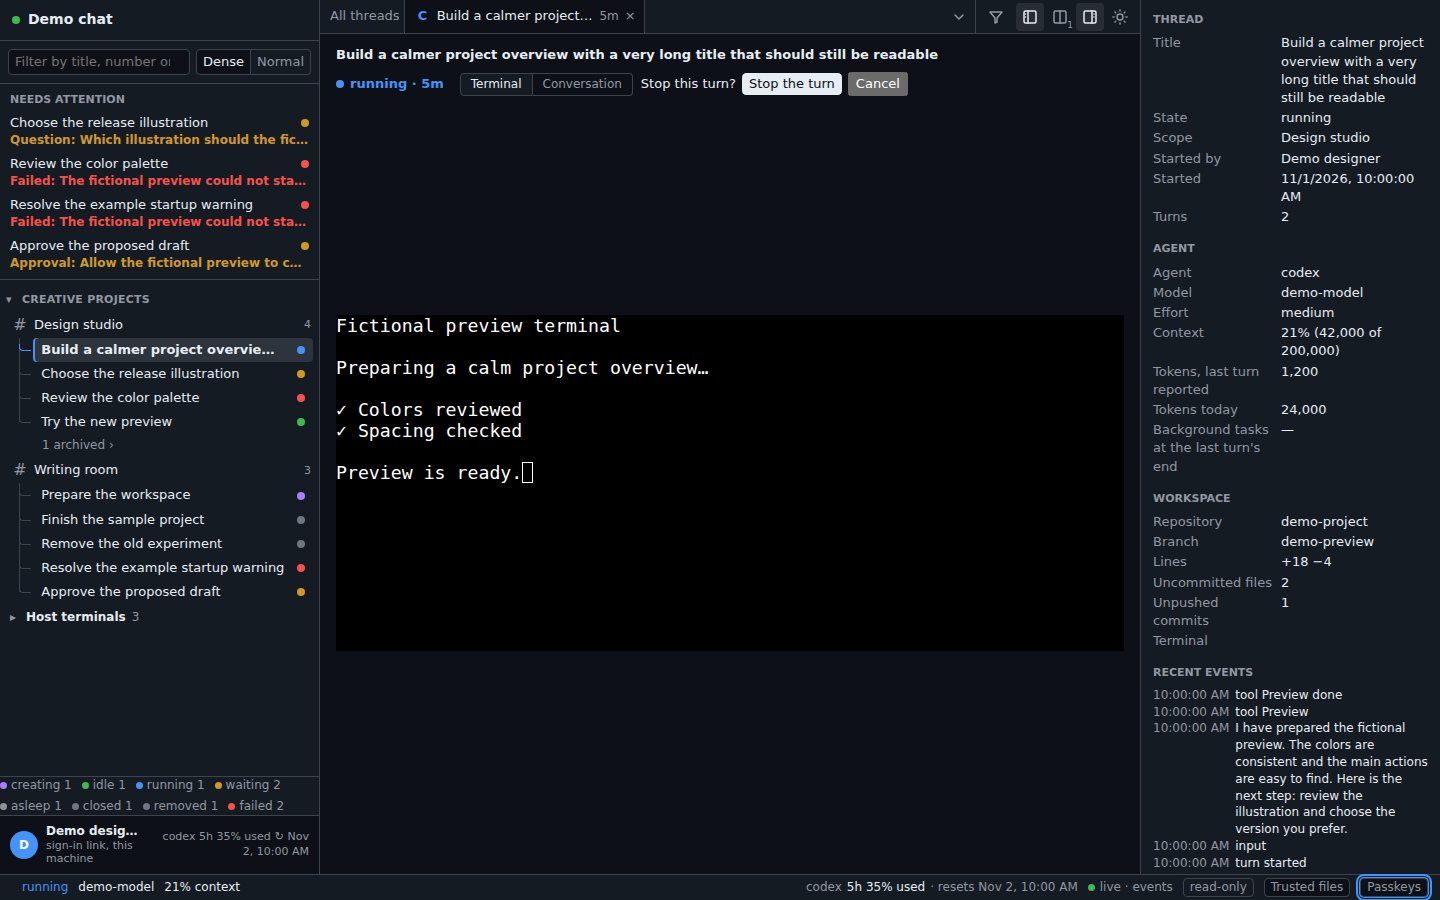 Demo chat
Filter by title, number or
Dense Normal
NEEDS ATTENTION
Choose the release illustration
Question: Which illustration should the fic…
Review the color palette
Failed: The fictional preview could not sta…
Resolve the example startup warning
Failed: The fictional preview could not sta…
Approve the proposed draft
Approval: Allow the fictional preview to c…
▾ CREATIVE PROJECTS
# Design studio 4
Build a calmer project overvie…
Choose the release illustration
Review the color palette
Try the new preview
1 archived ›
# Writing room 3
Prepare the workspace
Finish the sample project
Remove the old experiment
Resolve the example startup warning
Approve the proposed draft
▸ Host terminals 3
creating 1 idle 1 running 1 waiting 2
asleep 1 closed 1 removed 1 failed 2
D
Demo desig…
sign-in link, this
machine
codex 5h 35% used ↻ Nov
2, 10:00 AM
All threads
C Build a calmer project… 5m ×
1
Build a calmer project overview with a very long title that should still be readable
running · 5m
Terminal Conversation
Stop this turn? Stop the turn Cancel
Fictional preview terminal
Preparing a calm project overview…
✓ Colors reviewed
✓ Spacing checked
Preview is ready.
THREAD
Title Build a calmer project
overview with a very
long title that should
still be readable
State running
Scope Design studio
Started by Demo designer
Started 11/1/2026, 10:00:00
AM
Turns 2
AGENT
Agent codex
Model demo-model
Effort medium
Context 21% (42,000 of
200,000)
Tokens, last turn 1,200
reported
Tokens today 24,000
Background tasks —
at the last turn's
end
WORKSPACE
Repository demo-project
Branch demo-preview
Lines +18 −4
Uncommitted files 2
Unpushed 1
commits
Terminal
RECENT EVENTS
10:00:00 AM tool Preview done
10:00:00 AM tool Preview
10:00:00 AM I have prepared the fictional
preview. The colors are
consistent and the main actions
are easy to find. Here is the
next step: review the
illustration and choose the
version you prefer.
10:00:00 AM input
10:00:00 AM turn started
running demo-model 21% context
codex 5h 35% used · resets Nov 2, 10:00 AM
live · events
read-only
Trusted files
Passkeys